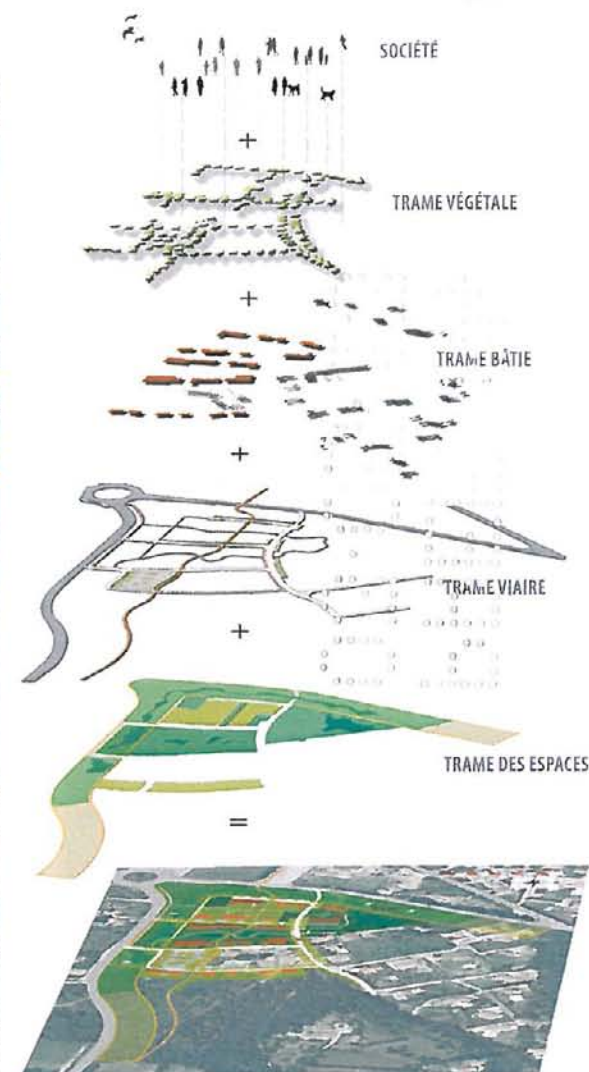 SOCIÉTÉ
+
TRAME VÉGÉTALE
+
TRAME BÂTIE
+
TRAME VIAIRE
+
TRAME DES ESPACES
=